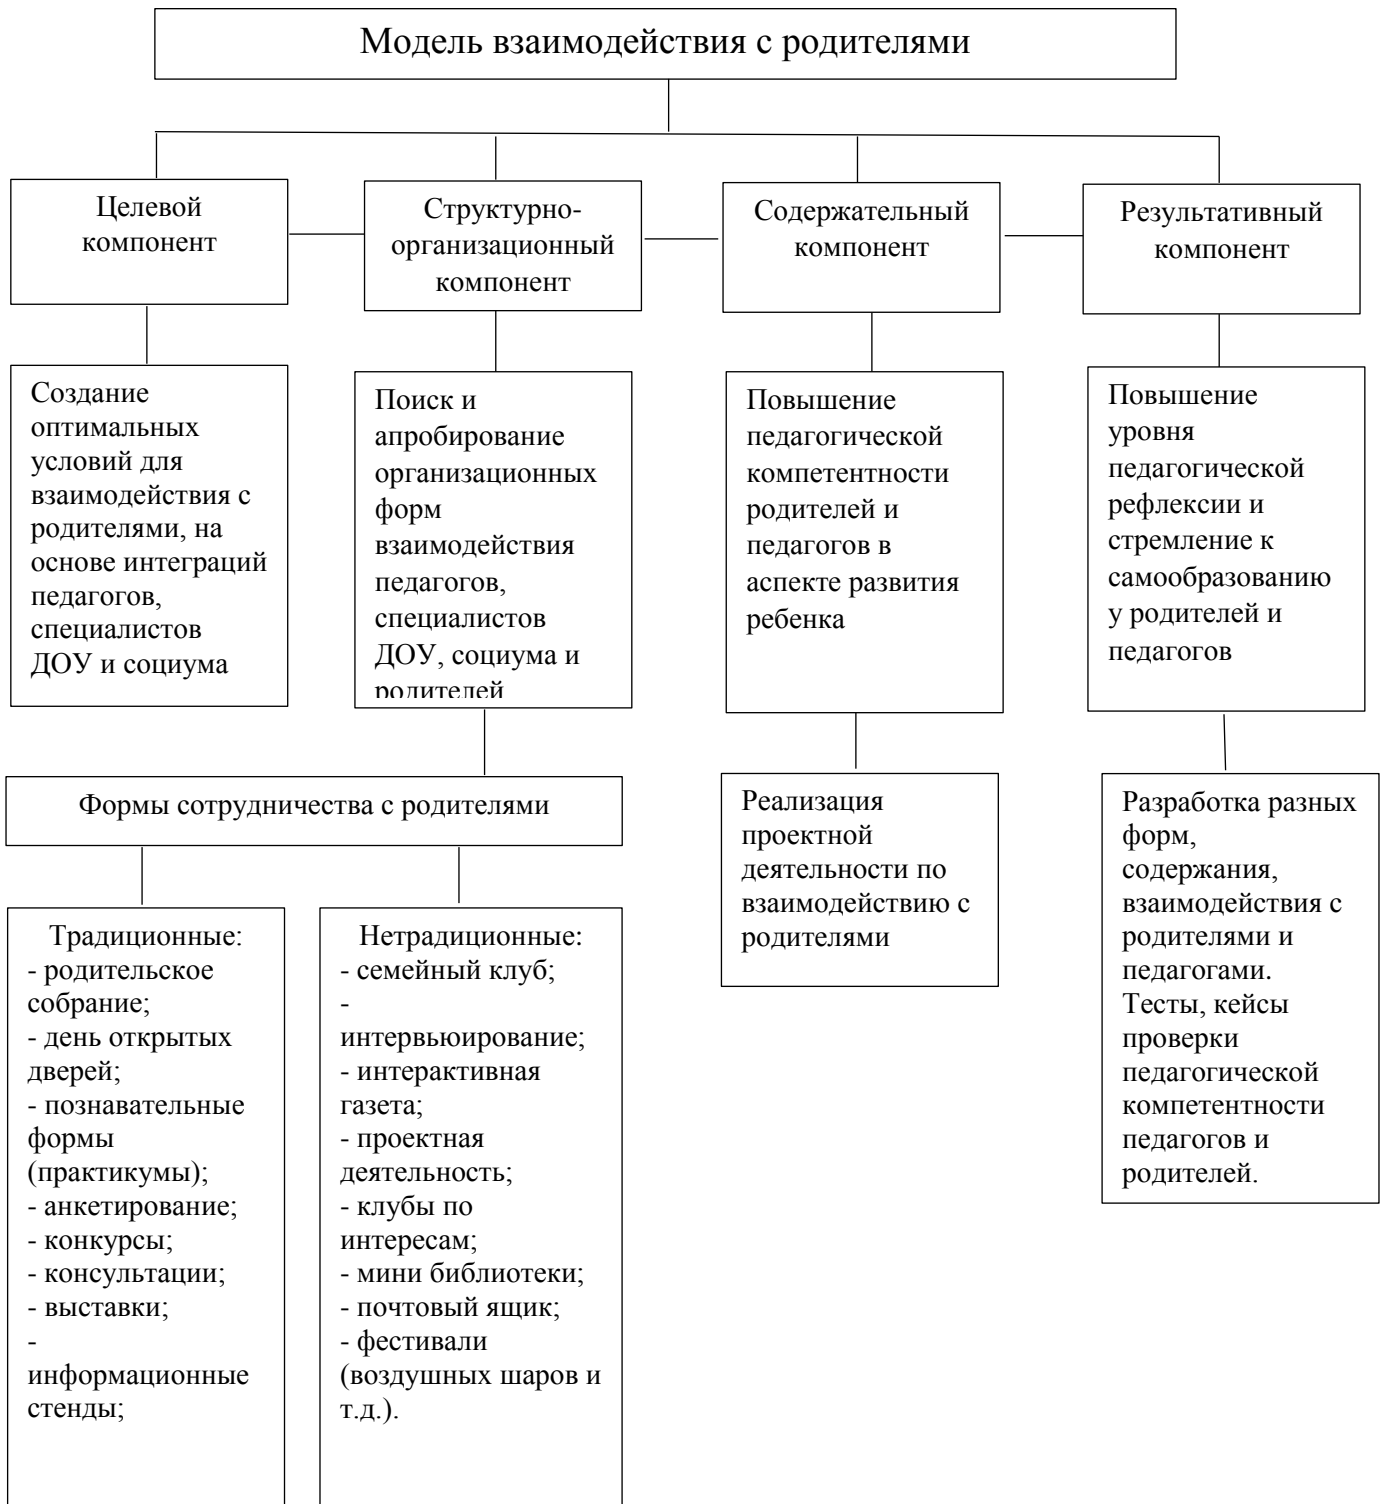 Модель взаимодействия с родителями
Целевой
компонент
Структурно-
организационный
компонент
Содержательный
компонент
Результативный
компонент
Создание
оптимальных
условий для
взаимодействия с
родителями, на
основе интеграций
педагогов,
специалистов
ДОУ и социума
Поиск и
апробирование
организационных
форм
взаимодействия
педагогов,
специалистов
ДОУ, социума и
родителей
Повышение
педагогической
компетентности
родителей и
педагогов в
аспекте развития
ребенка
Повышение
уровня
педагогической
рефлексии и
стремление к
самообразованию
у родителей и
педагогов
Формы сотрудничества с родителями
Реализация
проектной
деятельности по
взаимодействию с
родителями
Разработка разных
форм,
содержания,
взаимодействия с
родителями и
педагогами.
Тесты, кейсы
проверки
педагогической
компетентности
педагогов и
родителей.
Традиционные:
- родительское
собрание;
- день открытых
дверей;
- познавательные
формы
(практикумы);
- анкетирование;
- конкурсы;
- консультации;
- выставки;
-
информационные
стенды;
Нетрадиционные:
- семейный клуб;
-
интервьюирование;
- интерактивная
газета;
- проектная
деятельность;
- клубы по
интересам;
- мини библиотеки;
- почтовый ящик;
- фестивали
(воздушных шаров и
т.д.).